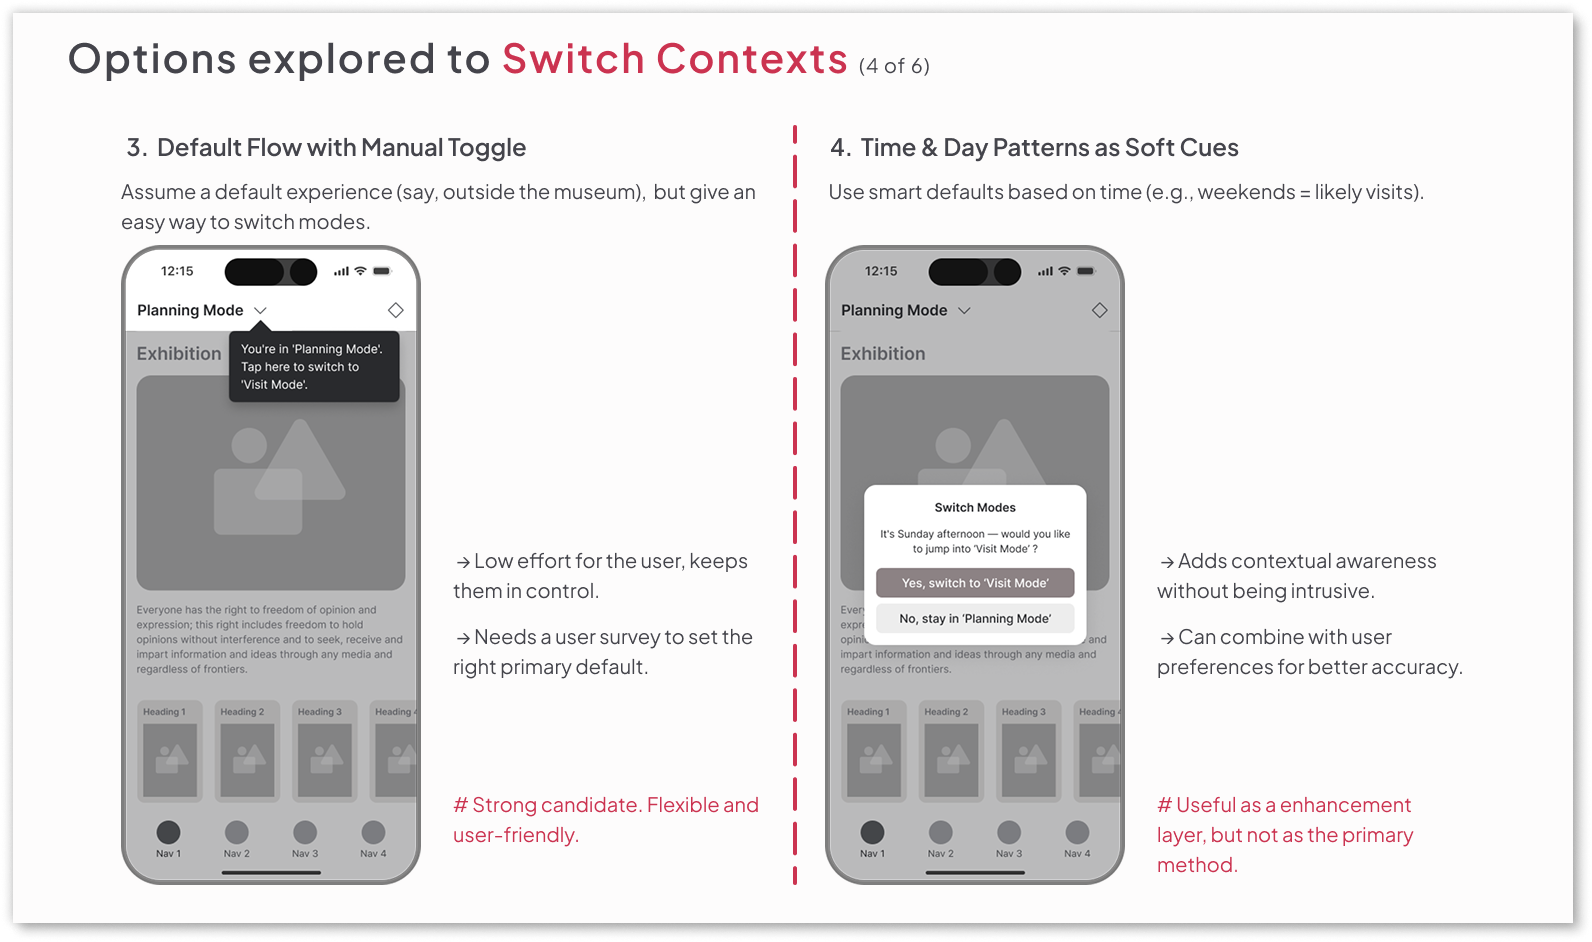 Options explored to Switch Contexts (4 of 6)
3. Default Flow with Manual Toggle
Assume a default experience (say, outside the museum), but give an
easy way to switch modes.
12:15
Planning Mode
You're in 'Planning Mode'.
Tap here to switch to
'Visit Mode'.
Exhibition
Everyone has the right to freedom of opinion and
expression; this right includes freedom to hold
opinions without interference and to seek, receive and
impart information and ideas through any media and
regardless of frontiers.
Heading 1
Heading 2
Heading 3
Heading 4
Nav 1
Nav 2
Nav 3
Nav 4
→ Low effort for the user, keeps
them in control.
→ Needs a user survey to set the
right primary default.
# Strong candidate. Flexible and
user-friendly.
4. Time & Day Patterns as Soft Cues
Use smart defaults based on time (e.g., weekends = likely visits).
12:15
Planning Mode
Exhibition
Switch Modes
It's Sunday afternoon — would you like
to jump into ‘Visit Mode’ ?
Yes, switch to ‘Visit Mode’
No, stay in ‘Planning Mode’
impart information and ideas through any media and
regardless of frontiers.
Heading 1
Heading 2
Heading 3
Heading 4
Nav 1
Nav 2
Nav 3
Nav 4
→ Adds contextual awareness
without being intrusive.
→ Can combine with user
preferences for better accuracy.
# Useful as a enhancement
layer, but not as the primary
method.